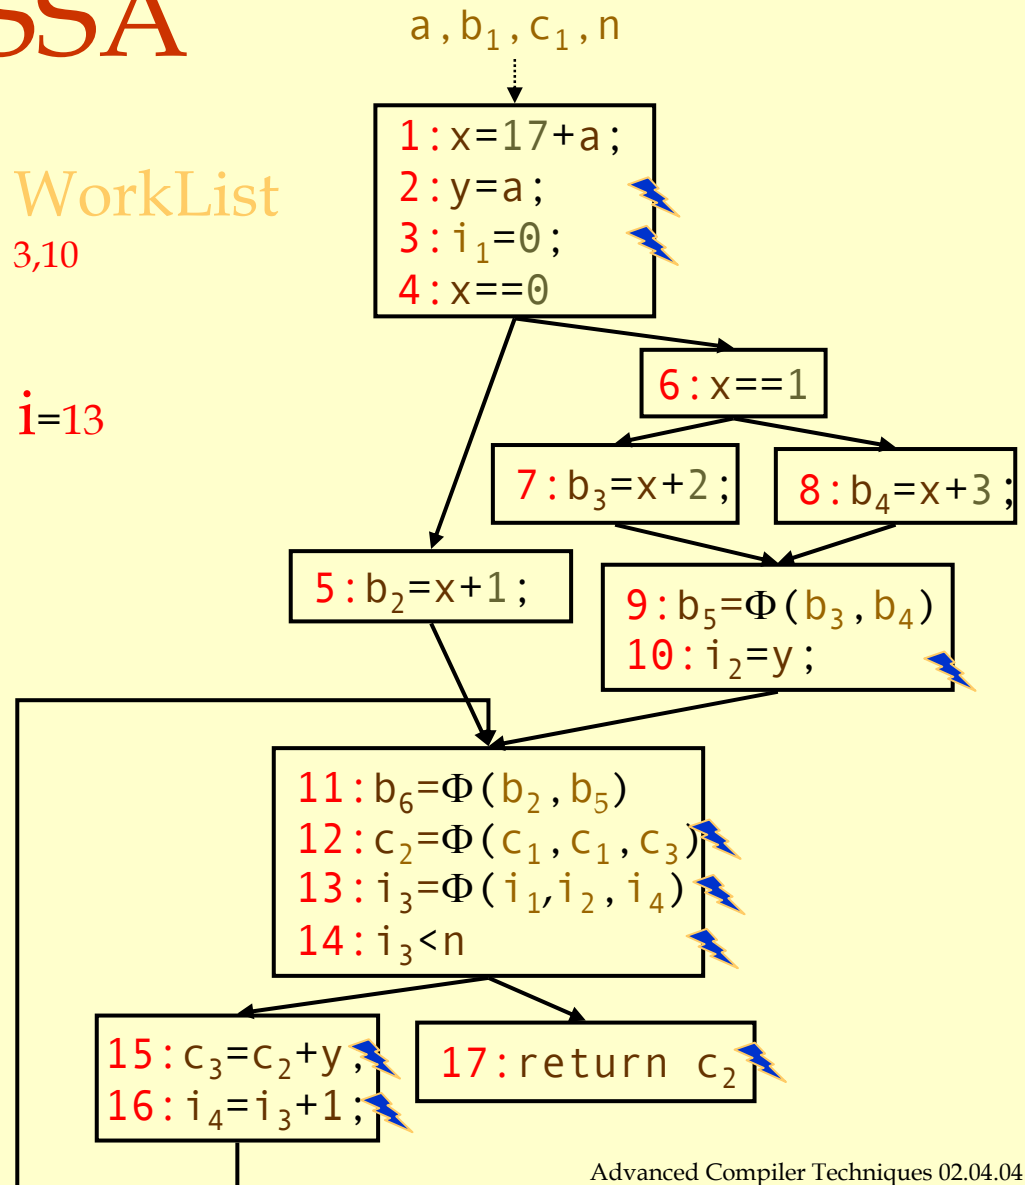 SSA
a,b₁,c₁,n
WorkList
3,10
i=13
1:x=17+a;
2:y=a;
3:i₁=0;
4:x==0
6:x==1
7:b₃=x+2;
8:b₄=x+3;
5:b₂=x+1;
9:b₅=Φ(b₃,b₄)
10:i₂=y;
11:b₆=Φ(b₂,b₅)
12:c₂=Φ(c₁,c₁,c₃)
13:i₃=Φ(i₁,i₂,i₄)
14:i₃<n
15:c₃=c₂+y;
16:i₄=i₃+1;
17:return c₂
Advanced Compiler Techniques 02.04.04